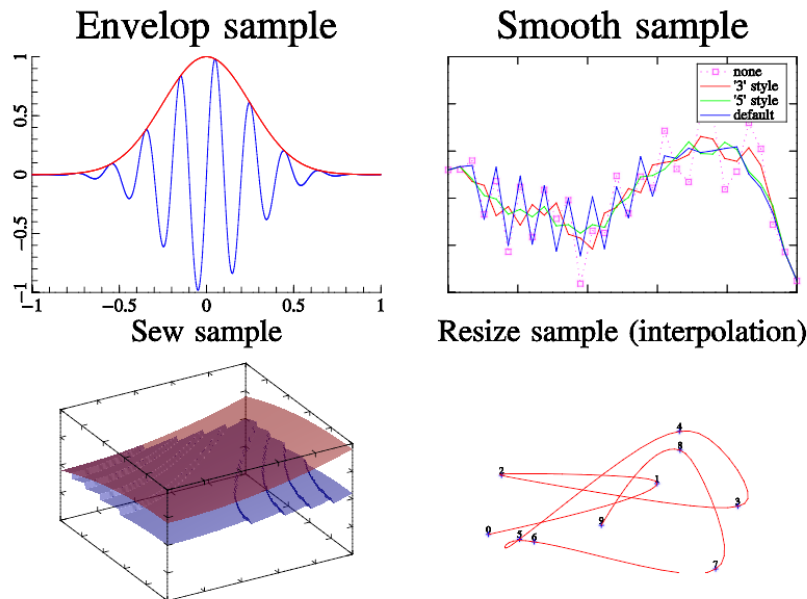 Envelop sample
1
0.5
0
−0.5
−1
−1 −0.5 0 0.5 1
Smooth sample
none
'3' style
'5' style
default
Sew sample
Resize sample (interpolation)
4
8
2
1
3
9
0
5 6
7